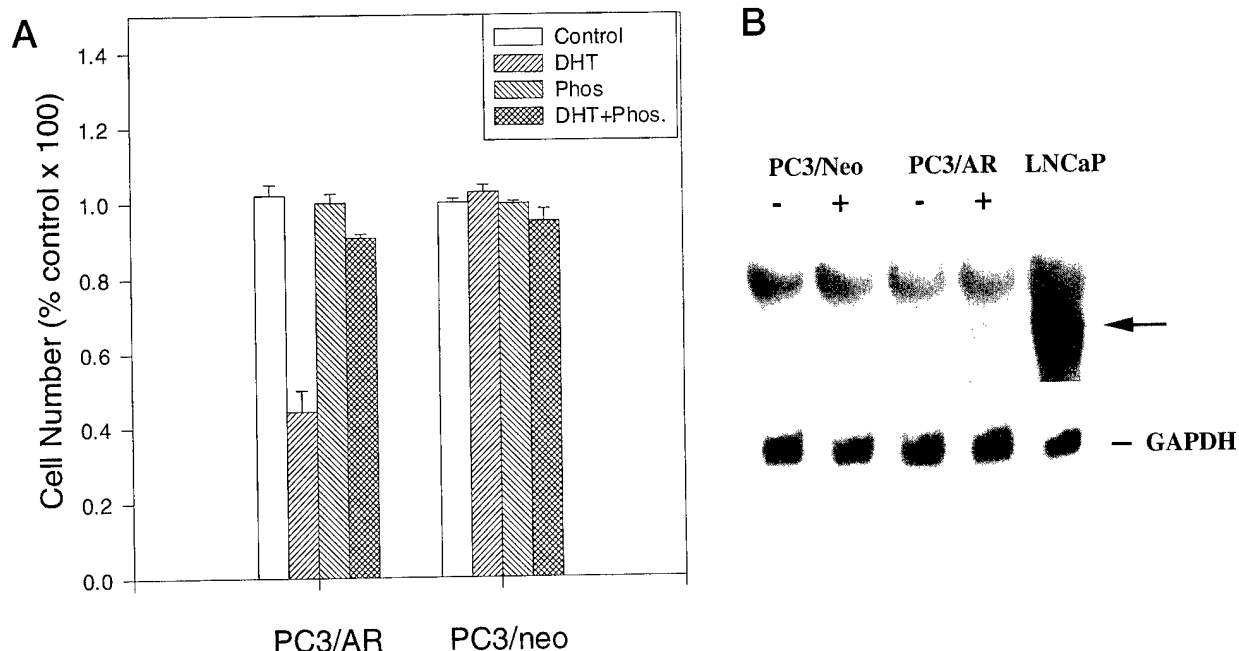 A
Cell Number (% control x 100)
1.4
1.2
1.0
0.8
0.6
0.4
0.2
0.0
Control
DHT
Phos
DHT+Phos.
PC3/AR PC3/neo
B
PC3/Neo PC3/AR LNCaP
- + - +
– GAPDH